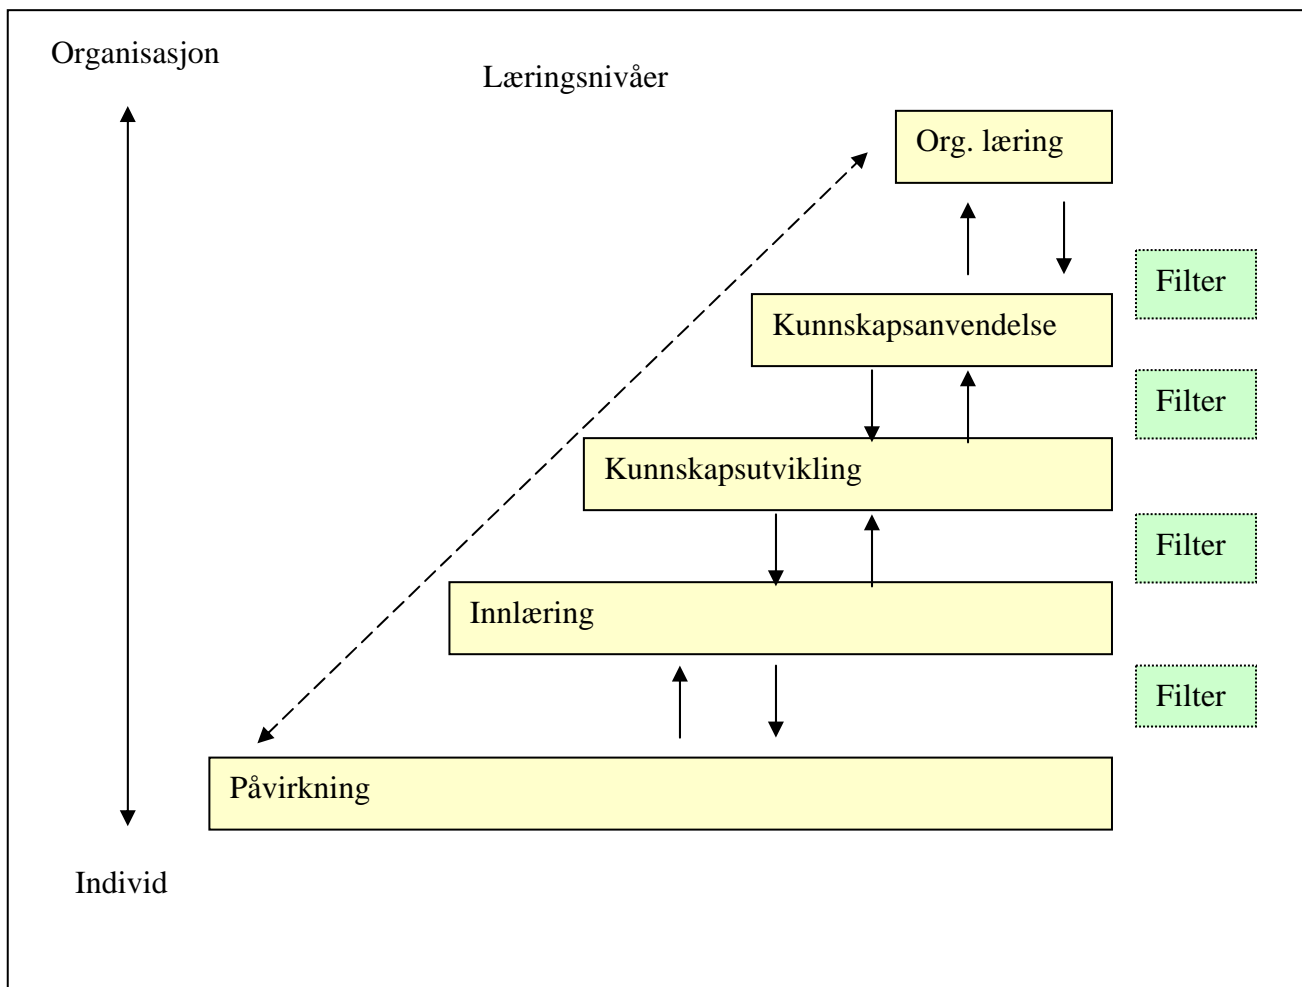 Organisasjon
Læringsnivåer
Org. læring
Filter
Kunnskapsanvendelse
Filter
Kunnskapsutvikling
Filter
Innlæring
Filter
Påvirkning
Individ